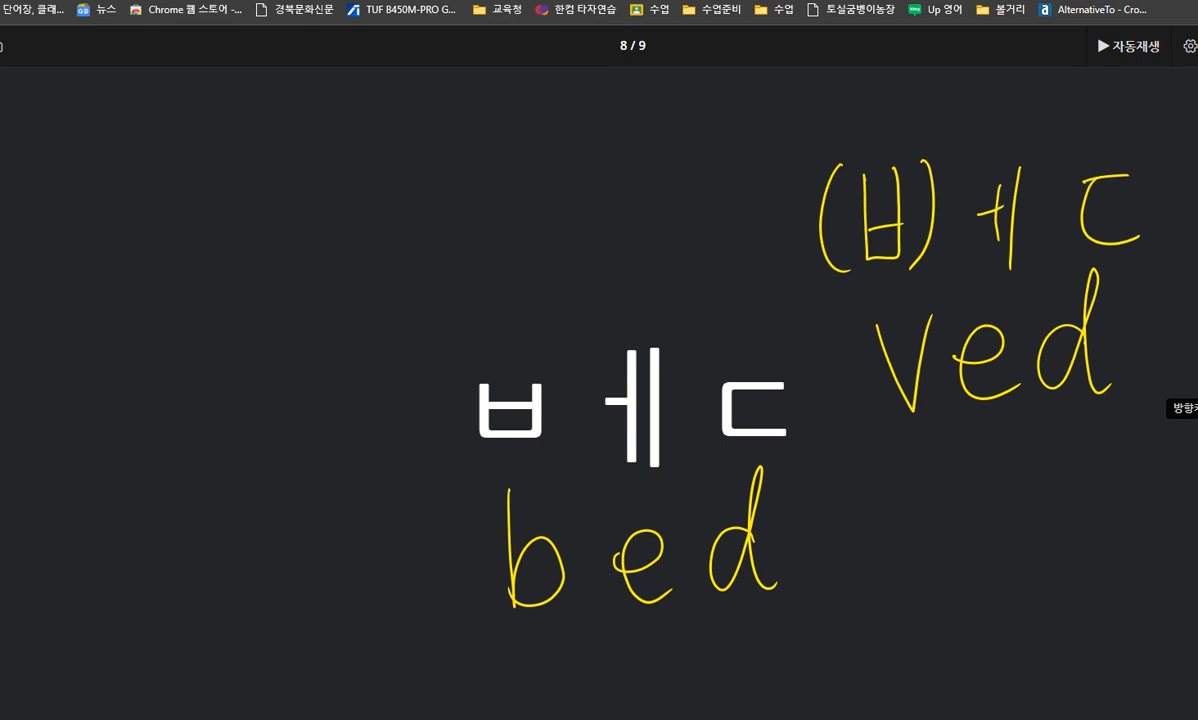 단어장, 클래... 뉴스 Chrome 웹 스토어 -... 경북문화신문 TUF B450M-PRO G... 교육청 한컴 타자연습 수업 수업준비 수업 토실굼벵이농장 Up 영어 볼거리 AlternativeTo - Cro...
8 / 9 자동재생
(ㅂ) ㅔ ㄷ
ved
ㅂ ㅔ ㄷ
방향키
bed